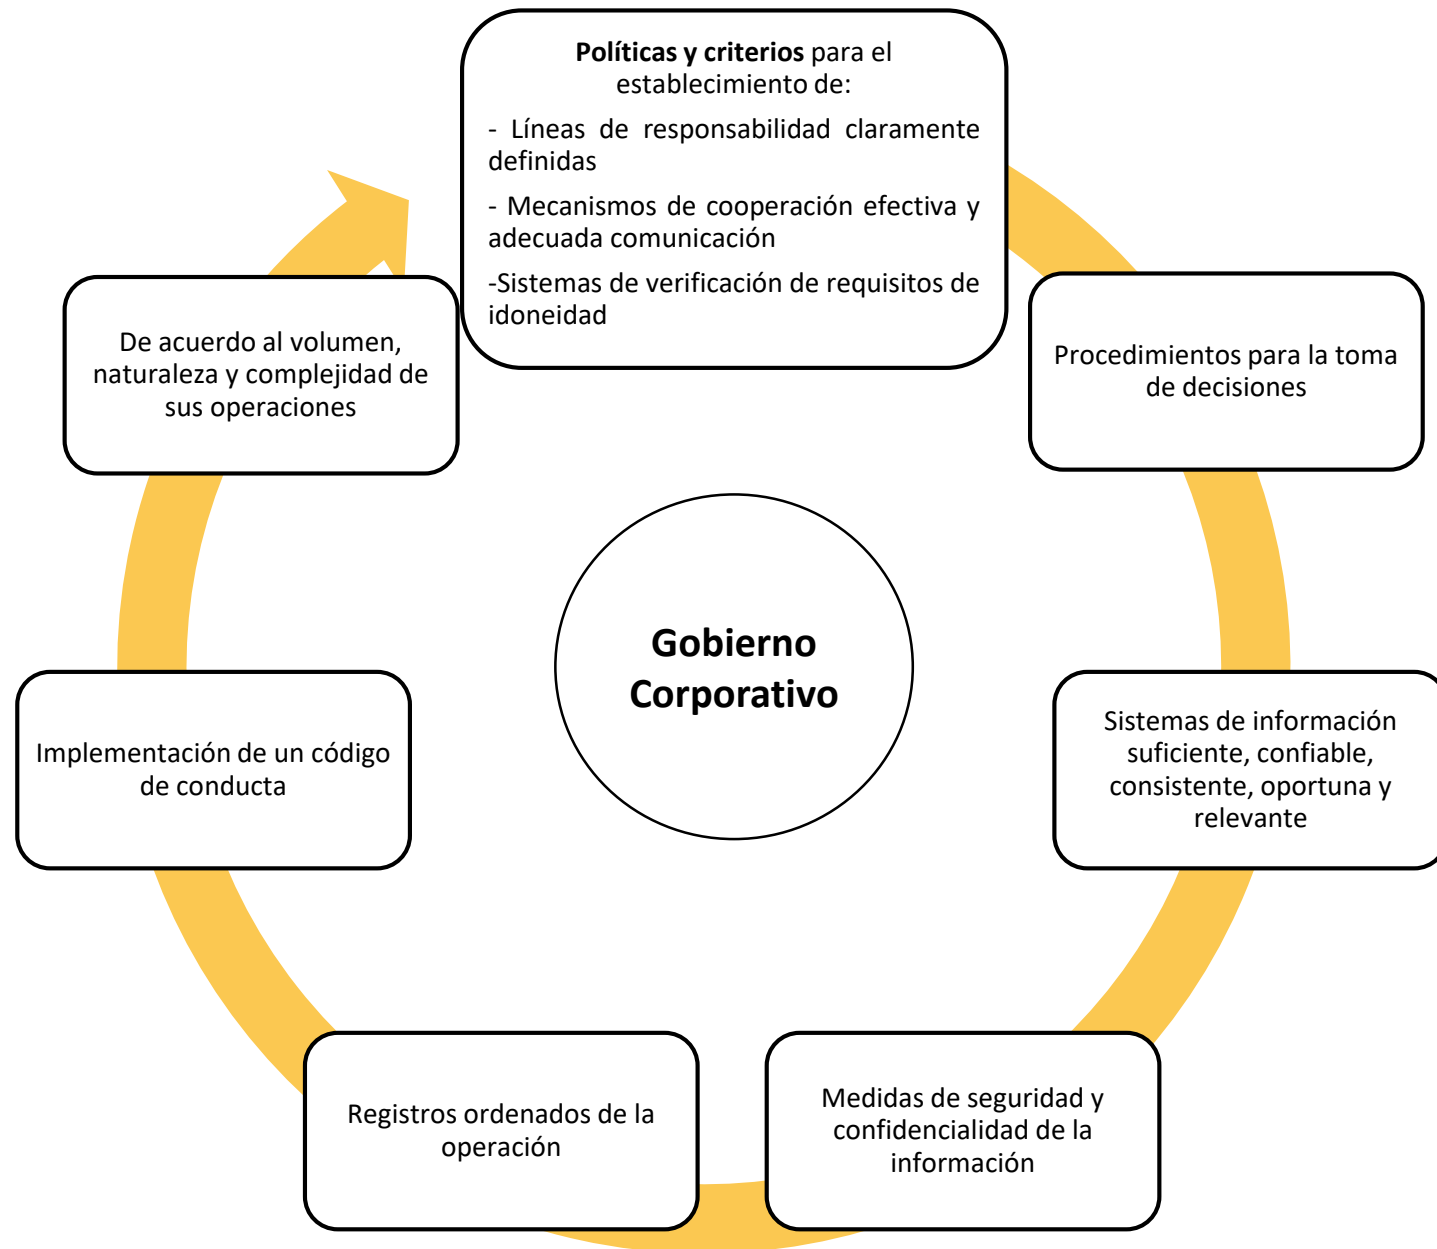 Políticas y criterios para el
establecimiento de:
- Líneas de responsabilidad claramente
definidas
- Mecanismos de cooperación efectiva y
adecuada comunicación
-Sistemas de verificación de requisitos de
idoneidad
Procedimientos para la toma
de decisiones
Sistemas de información
suficiente, confiable,
consistente, oportuna y
relevante
Medidas de seguridad y
confidencialidad de la
información
Registros ordenados de la
operación
Implementación de un código
de conducta
De acuerdo al volumen,
naturaleza y complejidad de
sus operaciones
Gobierno
Corporativo